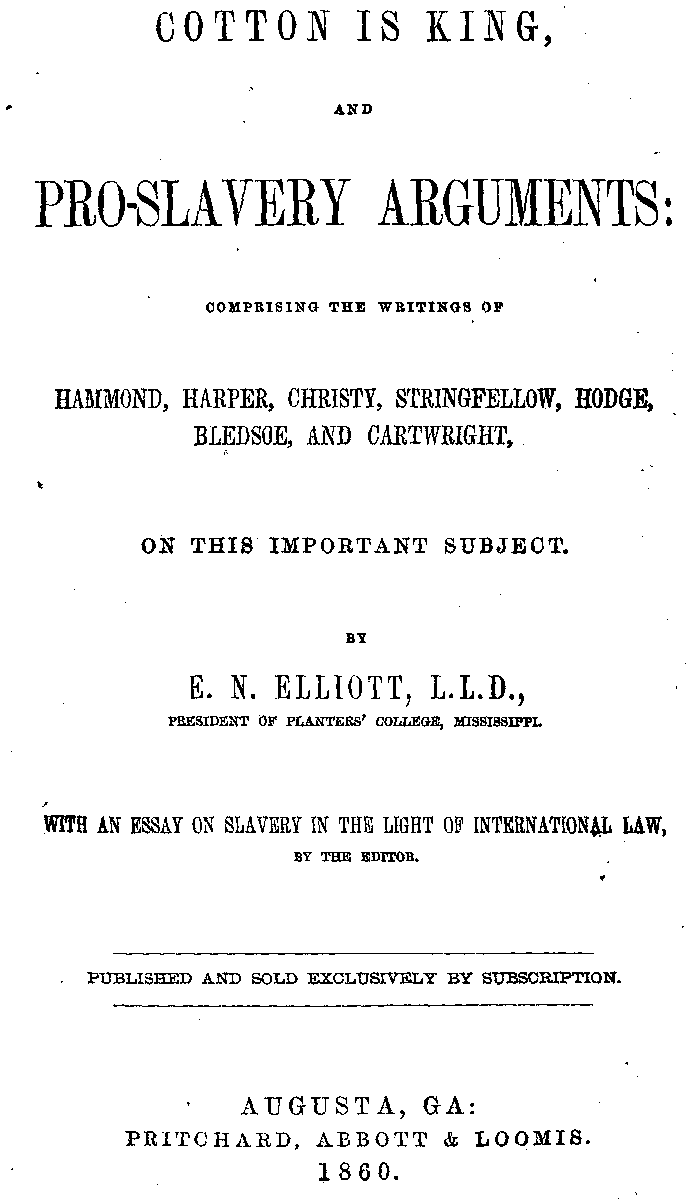 COTTON IS KING,
AND
PRO-SLAVERY ARGUMENTS:
COMPRISING THE WRITINGS OF
HAMMOND, HARPER, CHRISTY, STRINGFELLOW, HODGE,
BLEDSOE, AND CARTWRIGHT,
ON THIS IMPORTANT SUBJECT.
BY
E. N. ELLIOTT, L.L.D.,
PRESIDENT OF PLANTERS' COLLEGE, MISSISSIPPI.
WITH AN ESSAY ON SLAVERY IN THE LIGHT OF INTERNATIONAL LAW,
BY THE EDITOR.
PUBLISHED AND SOLD EXCLUSIVELY BY SUBSCRIPTION.
AUGUSTA, GA:
PRITCHARD, ABBOTT & LOOMIS.
1860.